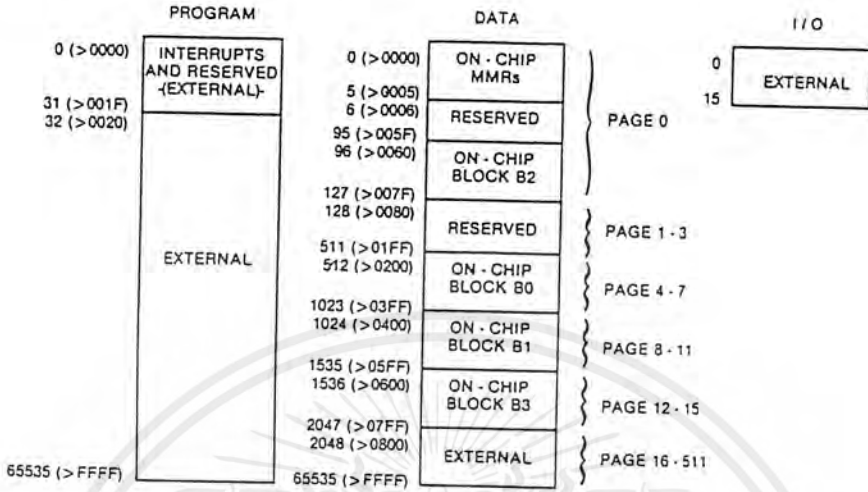 PROGRAM
0 (>0000)
INTERRUPTS
AND RESERVED
-(EXTERNAL)-
31 (>001F)
32 (>0020)
EXTERNAL
65535 (>FFFF)
DATA
0 (>0000)
ON - CHIP
MMRs
5 (>0005)
6 (>0006)
RESERVED
95 (>005F)
96 (>0060)
ON - CHIP
BLOCK B2
127 (>007F)
PAGE 0
128 (>0080)
RESERVED
511 (>01FF)
PAGE 1 - 3
512 (>0200)
ON - CHIP
BLOCK B0
1023 (>03FF)
PAGE 4 - 7
1024 (>0400)
ON - CHIP
BLOCK B1
1535 (>05FF)
PAGE 8 - 11
1536 (>0600)
ON - CHIP
BLOCK B3
2047 (>07FF)
PAGE 12 - 15
2048 (>0800)
EXTERNAL
65535 (>FFFF)
PAGE 16 - 511
I/O
0
EXTERNAL
15